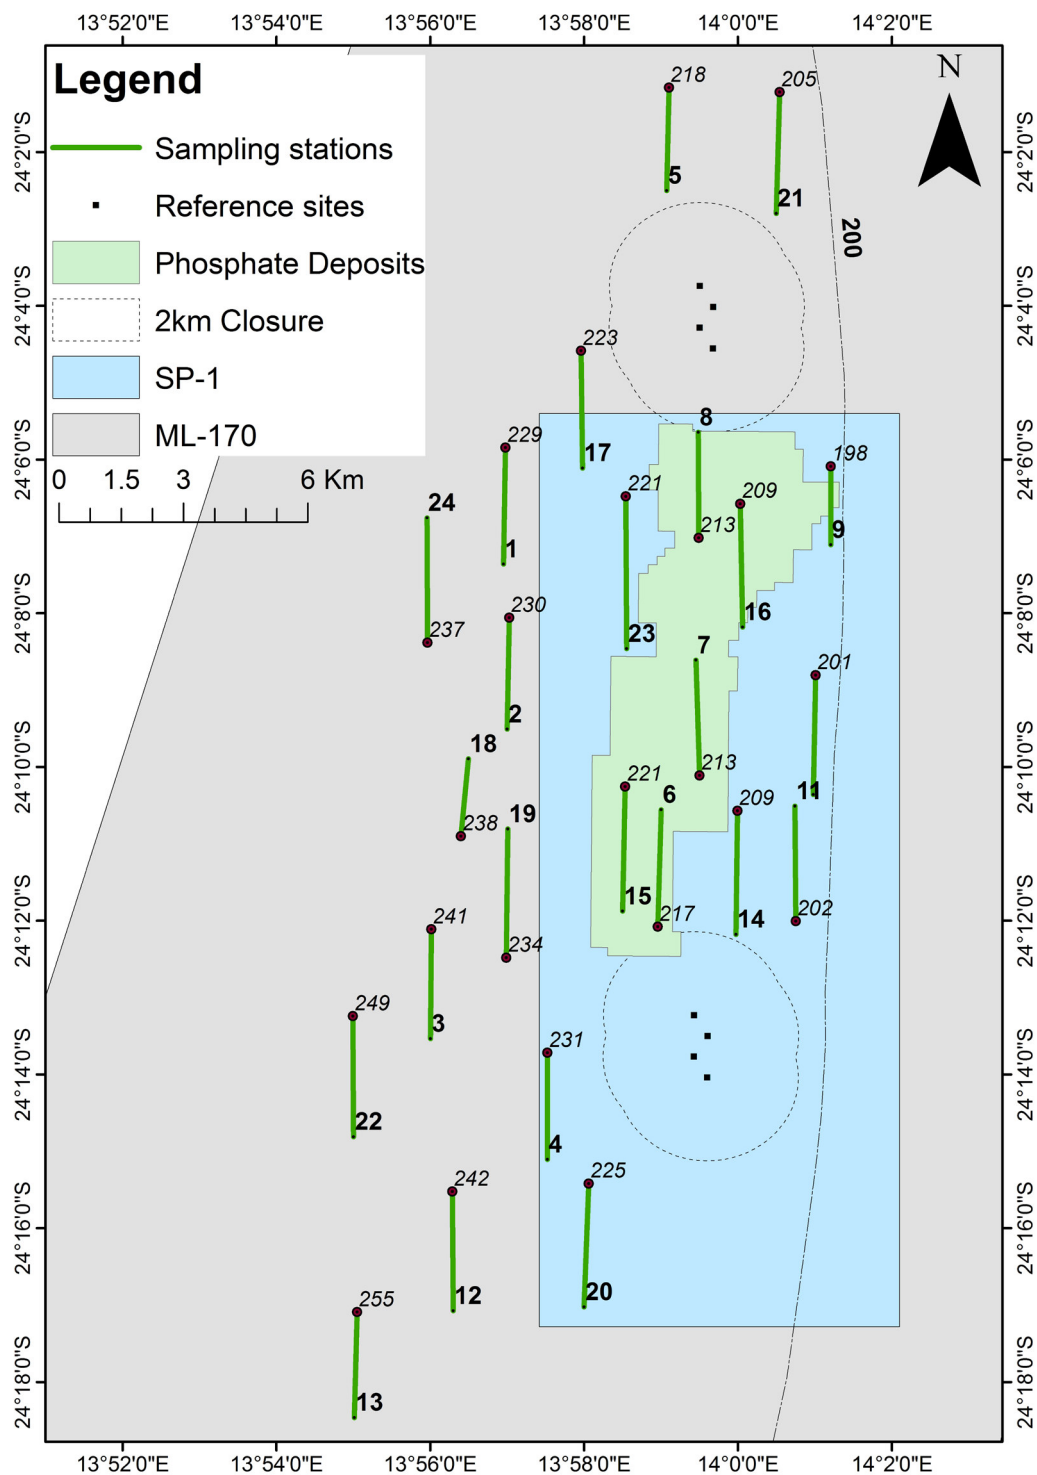 13°52'0"E 13°54'0"E 13°56'0"E 13°58'0"E 14°0'0"E 14°2'0"E
Legend
Sampling stations
Reference sites
Phosphate Deposits
2km Closure
SP-1
ML-170
0 1.5 3 6 Km
N
200
218
205
5
21
223
8
17
229
198
24
221
209
213
9
1
16
230
23
237
7
201
2
18
213
221
6
209
11
19
238
15
14
202
217
241
234
249
3
231
22
4
225
242
20
12
255
13
24°2'0"S 24°2'0"S
24°4'0"S 24°4'0"S
24°6'0"S 24°6'0"S
24°8'0"S 24°8'0"S
24°10'0"S 24°10'0"S
24°12'0"S 24°12'0"S
24°14'0"S 24°14'0"S
24°16'0"S 24°16'0"S
24°18'0"S 24°18'0"S
13°52'0"E 13°54'0"E 13°56'0"E 13°58'0"E 14°0'0"E 14°2'0"E